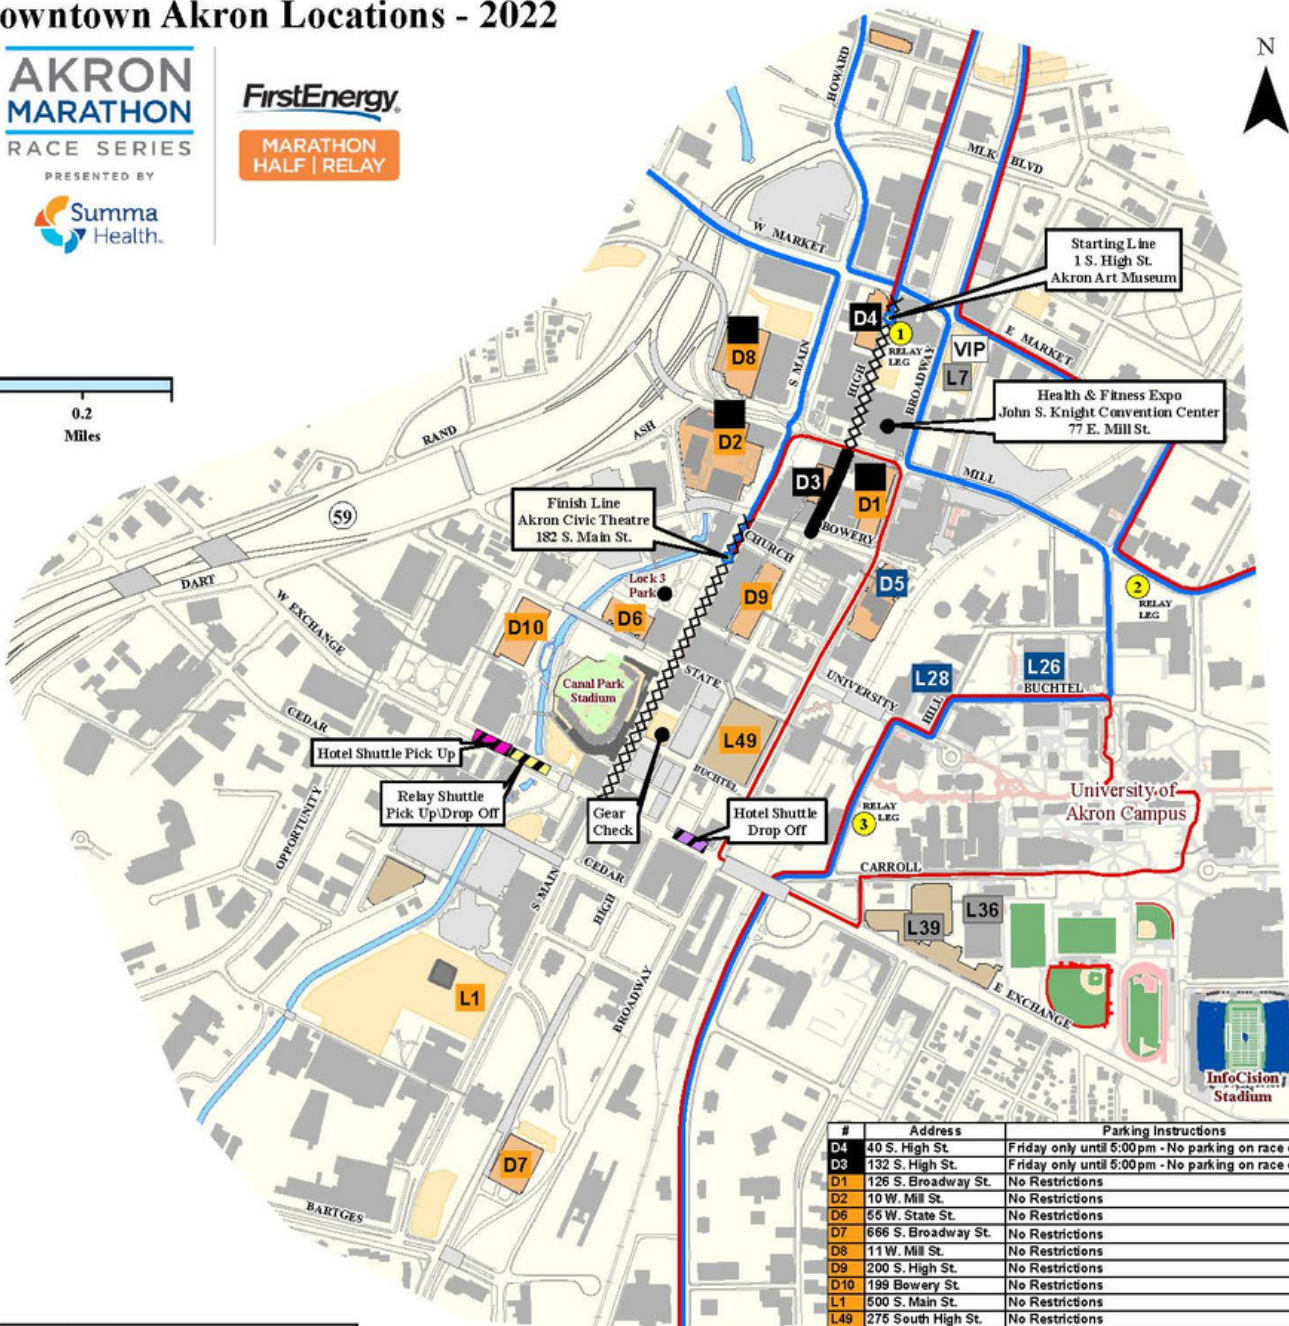 owntown Akron Locations - 2022
AKRON
MARATHON
RACE SERIES
PRESENTED BY
Summa
Health
FirstEnergy
MARATHON
HALF | RELAY
N
HOWARD
MLK BLVD
W MARKET
Starting Line
1 S. High St.
Akron Art Museum
D4
1
RELAY
LEG
VIP
L7
E MARKET
D8
S MAIN
HIGH
BROADWAY
Health & Fitness Expo
John S. Knight Convention Center
77 E. Mill St.
0.2
Miles
RAND
ASH
D2
MILL
D3
D1
BOWERY
59
Finish Line
Akron Civic Theatre
182 S. Main St.
CHURCH
DART
W EXCHANGE
Lock 3
Park
D5
2
RELAY
LEG
D10
D6
D9
Canal Park
Stadium
STATE
UNIVERSITY
L28
L26
BUCHTEL
HILL
CEDAR
Hotel Shuttle Pick Up
L49
BUCHTEL
Relay Shuttle
Pick Up\Drop Off
Gear
Check
Hotel Shuttle
Drop Off
RELAY
LEG
3
University of
Akron Campus
OPPORTUNITY
CEDAR
S MAIN
HIGH
CARROLL
L39
L36
L1
BROADWAY
E EXCHANGE
InfoCision
Stadium
D7
BARTGES
# Address Parking Instructions
D4 40 S. High St. Friday only until 5:00pm - No parking on race
D3 132 S. High St. Friday only until 5:00pm - No parking on race
D1 126 S. Broadway St. No Restrictions
D2 10 W. Mill St. No Restrictions
D6 55 W. State St. No Restrictions
D7 666 S. Broadway St. No Restrictions
D8 11 W. Mill St. No Restrictions
D9 200 S. High St. No Restrictions
D10 199 Bowery St. No Restrictions
L1 500 S. Main St. No Restrictions
L49 275 South High St. No Restrictions